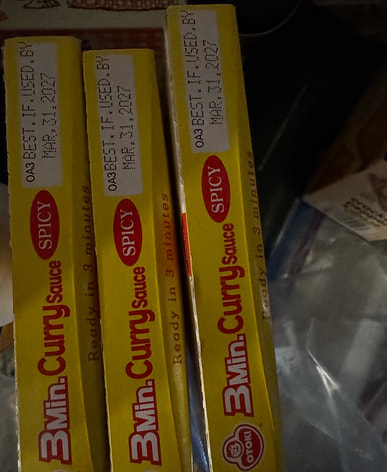 OA3 BEST.IF.USED.BY
MAR.31.2027
SPICY
3Min.Curry sauce
Ready in 3 minutes
OA3 BEST.IF.USED.BY
MAR.31.2027
SPICY
3Min.Curry sauce
Ready in 3 minutes
OA3 BEST.IF.USED.BY
MAR.31.2027
SPICY
3Min.Curry sauce
Ready in 3 minutes
OTOKI